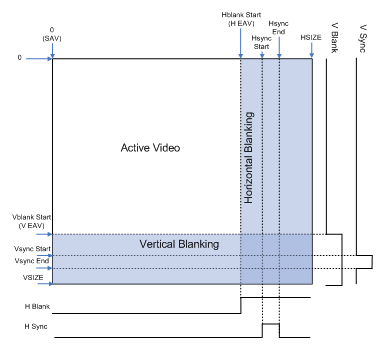 0
(SAV)
Hblank Start
(H EAV)
Hsync
Start
Hsync
End
HSIZE
V Blank
V Sync
0
Active Video
Horizontal Blanking
Vblank Start
(V EAV)
Vertical Blanking
Vsync Start
Vsync End
VSIZE
H Blank
H Sync